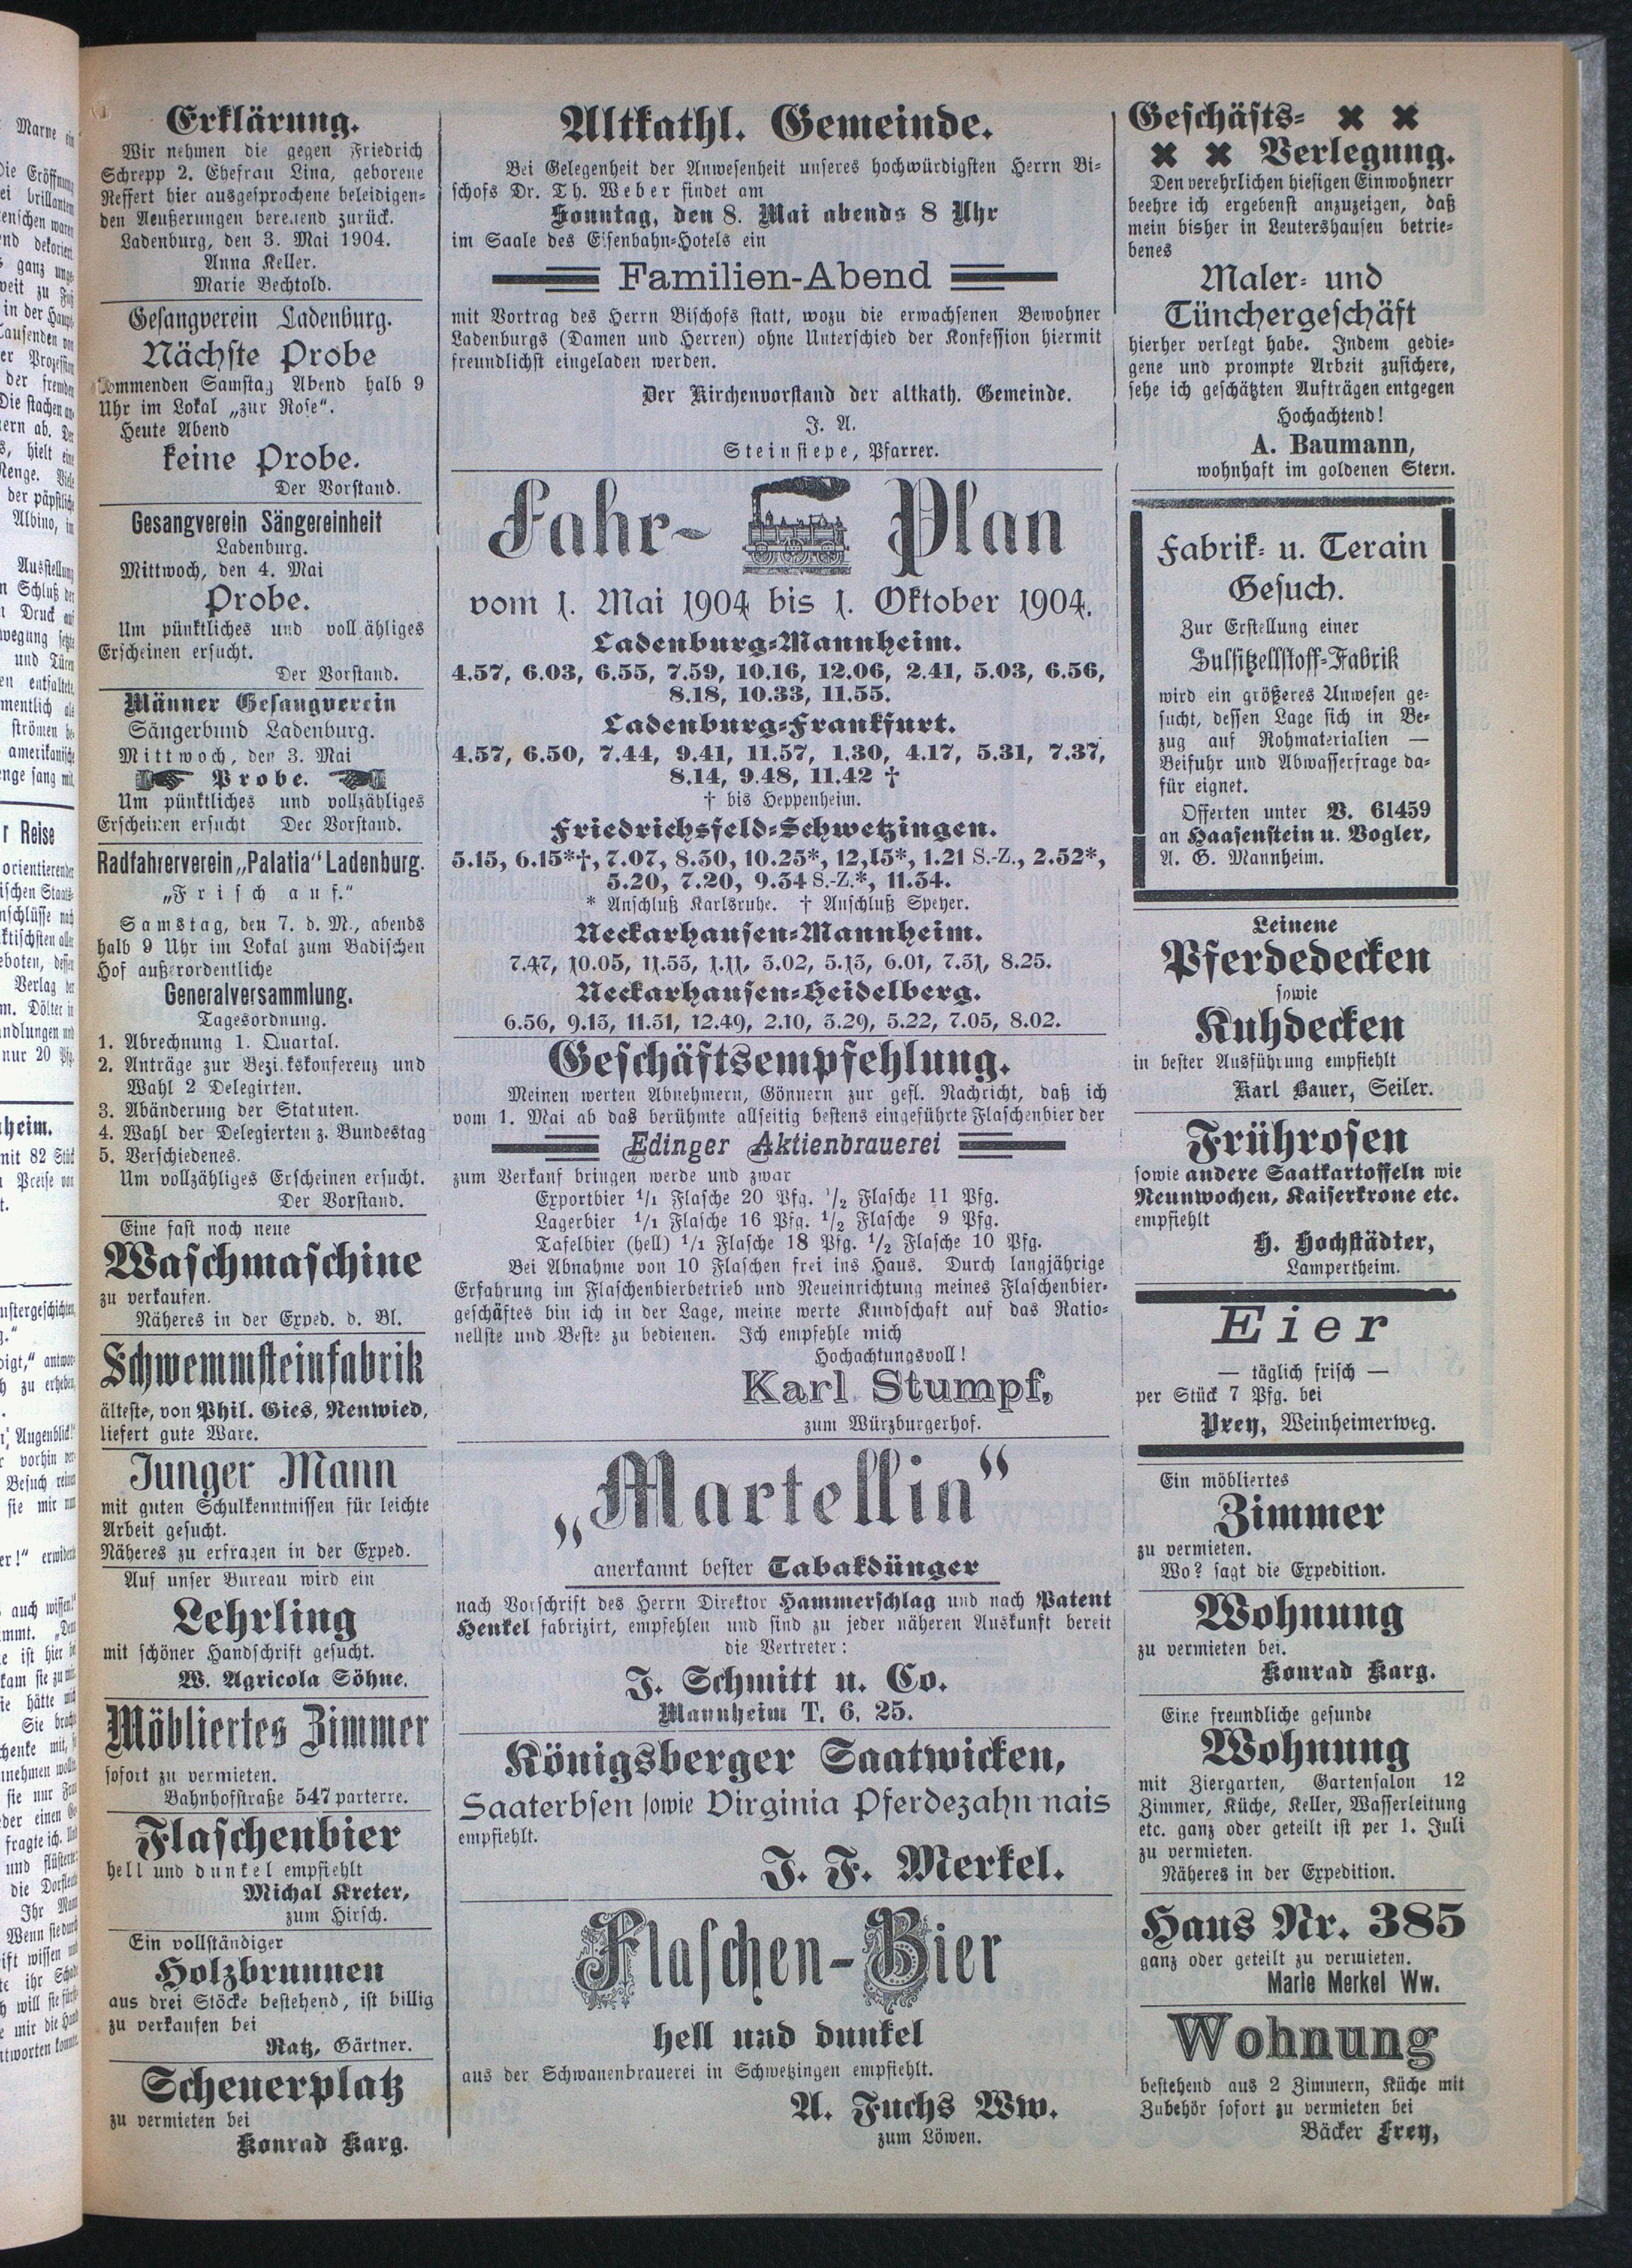 Erklärung.
Wir nehmen die gegen Friedrich
Schrepp 2. Ehefrau Lina, geborene
Reffert hier ausgesprochene beleidigen-
den Äußerungen bereuend zurück.
Ladenburg, den 3. Mai 1904.
Anna Keller.
Marie Bechtold.
Gesangverein Ladenburg.
Nächste Probe
kommenden Samstag Abend halb 9
Uhr im Lokal „zur Rose".
Heute Abend
keine Probe.
Der Vorstand.
Gesangverein Sängereinheit
Ladenburg.
Mittwoch, den 4. Mai
Probe.
Um pünktliches und vollzähliges
Erscheinen ersucht.
Der Vorstand.
Männer Gesangverein
Sängerbund Ladenburg.
Mittwoch, den 3. Mai
Probe.
Um pünktliches und vollzähliges
Erscheinen ersucht Der Vorstand.
Radfahrerverein „Palatia" Ladenburg.
„Frisch auf."
Samstag, den 7. d. M., abends
halb 9 Uhr im Lokal zum Badischen
Hof außerordentliche
Generalversammlung.
Tagesordnung.
1. Abrechnung 1. Quartal.
2. Anträge zur Bezirkskonferenz und
Wahl 2 Delegirten.
3. Abänderung der Statuten.
4. Wahl der Delegierten z. Bundestag
5. Verschiedenes.
Um vollzähliges Erscheinen ersucht.
Der Vorstand.
Eine fast noch neue
Waschmaschine
zu verkaufen.
Näheres in der Exped. d. Bl.
Schwemmsteinfabrik
älteste, von Phil. Gies, Neuwied,
liefert gute Ware.
Junger Mann
mit guten Schulkenntnissen für leichte
Arbeit gesucht.
Näheres zu erfragen in der Exped.
Auf unser Bureau wird ein
Lehrling
mit schöner Handschrift gesucht.
W. Agricola Söhne.
Möbliertes Zimmer
sofort zu vermieten.
Bahnhofstraße 547 parterre.
Flaschenbier
hell und dunkel empfiehlt
Michal Kreter,
zum Hirsch.
Ein vollständiger
Holzbrunnen
aus drei Stöcke bestehend, ist billig
zu verkaufen bei
Ratz, Gärtner.
Scheuerplatz
zu vermieten bei
Konrad Karg.
Altkathl. Gemeinde.
Bei Gelegenheit der Anwesenheit unseres hochwürdigsten Herrn Bi-
schofs Dr. Th. Weber findet am
Sonntag, den 8. Mai abends 8 Uhr
im Saale des Eisenbahn-Hotels ein
Familien-Abend
mit Vortrag des Herrn Bischofs statt, wozu die erwachsenen Bewohner
Ladenburgs (Damen und Herren) ohne Unterschied der Konfession hiermit
freundlichst eingeladen werden.
Der Kirchenvorstand der altkath. Gemeinde.
J. A.
Steinsiepe, Pfarrer.
Fahr- Plan
vom 1. Mai 1904 bis 1. Oktober 1904.
Ladenburg-Mannheim.
4.57, 6.03, 6.55, 7.59, 10.16, 12.06, 2.41, 5.03, 6.56,
8.18, 10.33, 11.55.
Ladenburg-Frankfurt.
4.57, 6.50, 7.44, 9.41, 11.57, 1.30, 4.17, 5.31, 7.37,
8.14, 9.48, 11.42 †
† bis Heppenheim.
Friedrichsfeld-Schwetzingen.
5.15, 6.15*†, 7.07, 8.30, 10.25*, 12,15*, 1.21 S.-Z., 2.52*,
5.20, 7.20, 9.34 S.-Z.*, 11.34.
* Anschluß Karlsruhe. † Anschluß Speyer.
Neckarhausen-Mannheim.
7.47, 10.05, 11.53, 1.11, 3.02, 5.13, 6.01, 7.31, 8.25.
Neckarhausen-Heidelberg.
6.56, 9.13, 11.31, 12.49, 2.10, 3.29, 5.22, 7.05, 8.02.
Geschäftsempfehlung.
Meinen werten Abnehmern, Gönnern zur gefl. Nachricht, daß ich
vom 1. Mai ab das berühmte allseitig bestens eingeführte Flaschenbier der
Edinger Aktienbrauerei
zum Verkauf bringen werde und zwar
Exportbier 1/1 Flasche 20 Pfg. 1/2 Flasche 11 Pfg.
Lagerbier 1/1 Flasche 16 Pfg. 1/2 Flasche 9 Pfg.
Tafelbier (hell) 1/1 Flasche 18 Pfg. 1/2 Flasche 10 Pfg.
Bei Abnahme von 10 Flaschen frei ins Haus. Durch langjährige
Erfahrung im Flaschenbierbetrieb und Neueinrichtung meines Flaschenbier-
geschäftes bin ich in der Lage, meine werte Kundschaft auf das Ratio-
nellste und Beste zu bedienen. Ich empfehle mich
Hochachtungsvoll!
Karl Stumpf,
zum Würzburgerhof.
„Martellin"
anerkannt bester Tabakdünger
nach Vorschrift des Herrn Direktor Hammerschlag und nach Patent
Henkel fabrizirt, empfehlen und sind zu jeder näheren Auskunft bereit
die Vertreter:
J. Schmitt u. Co.
Mannheim T. 6. 25.
Königsberger Saatwicken,
Saaterbsen sowie Virginia Pferdezahn mais
empfiehlt.
J. F. Merkel.
Flaschen-Bier
hell und dunkel
aus der Schwanenbrauerei in Schwetzingen empfiehlt.
A. Fuchs Ww.
zum Löwen.
Geschäfts-
Verlegung.
Den verehrlichen hiesigen Einwohnerr
beehre ich ergebenst anzuzeigen, daß
mein bisher in Leutershausen betrie-
benes
Maler- und
Tünchergeschäft
hierher verlegt habe. Indem gedie-
gene und prompte Arbeit zusichere,
sehe ich geschätzten Aufträgen entgegen
Hochachtend!
A. Baumann,
wohnhaft im goldenen Stern.
Fabrik- u. Terain
Gesuch.
Zur Erstellung einer
Sulfitzellstoff-Fabrik
wird ein größeres Anwesen ge-
sucht, dessen Lage sich in Be-
zug auf Rohmaterialien —
Beifuhr und Abwasserfrage da-
für eignet.
Offerten unter V. 61459
an Haasenstein u. Vogler,
A. G. Mannheim.
Leinene
Pferdedecken
sowie
Kuhdecken
in bester Ausführung empfiehlt
Karl Bauer, Seiler.
Frührosen
sowie andere Saatkartoffeln wie
Neunwochen, Kaiserkrone etc.
empfiehlt
H. Hochstädter,
Lampertheim.
Eier
— täglich frisch —
per Stück 7 Pfg. bei
Prey, Weinheimerweg.
Ein möbliertes
Zimmer
zu vermieten.
Wo? sagt die Expedition.
Wohnung
zu vermieten bei.
Konrad Karg.
Eine freundliche gesunde
Wohnung
mit Ziergarten, Gartensalon 12
Zimmer, Küche, Keller, Wasserleitung
etc. ganz oder geteilt ist per 1. Juli
zu vermieten.
Näheres in der Expedition.
Haus Nr. 385
ganz oder geteilt zu vermieten.
Marie Merkel Ww.
Wohnung
bestehend aus 2 Zimmern, Küche mit
Zubehör sofort zu vermieten bei
Bäcker Frey,